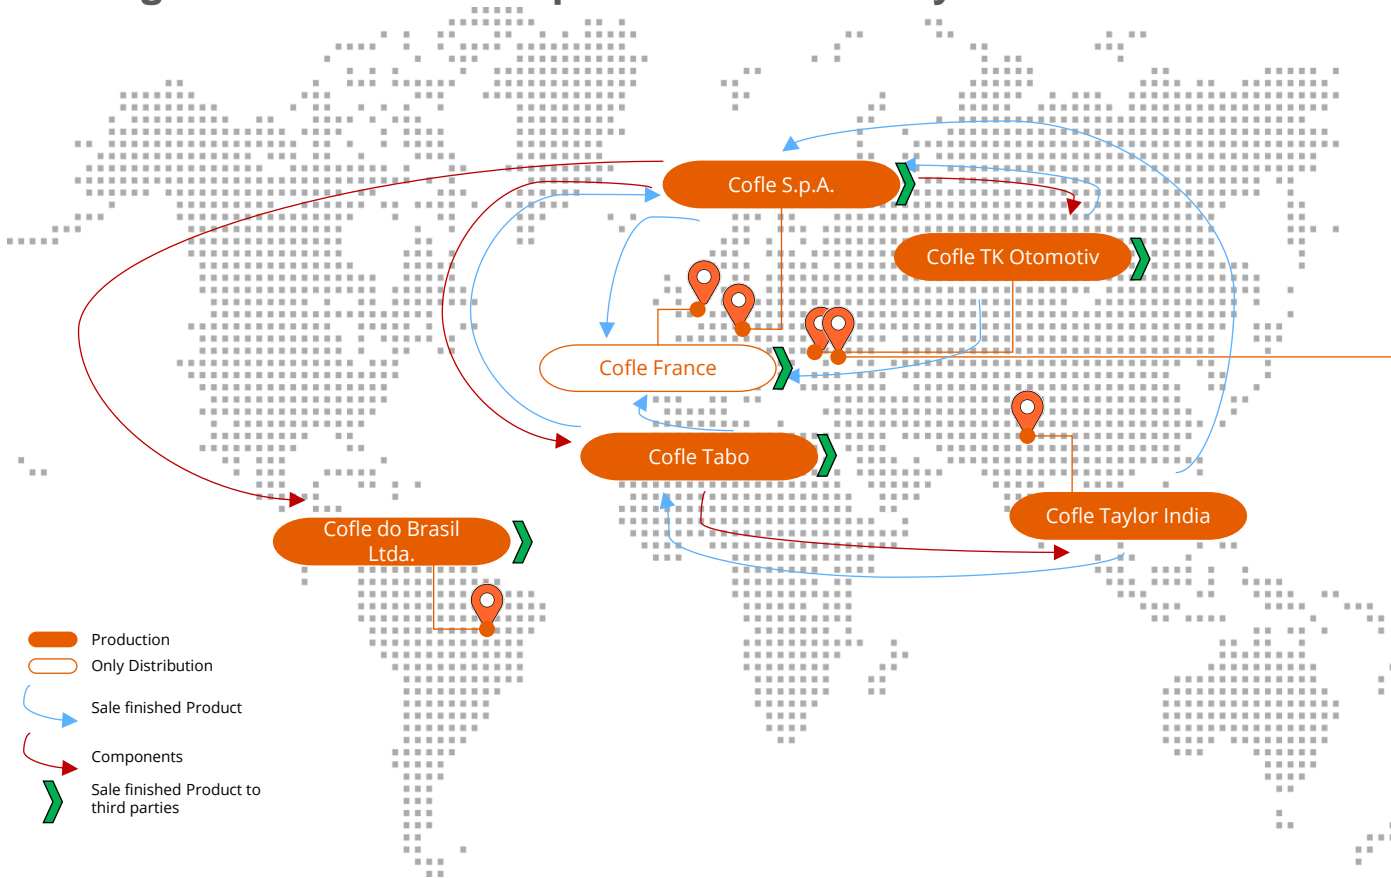 Cofle S.p.A.
Cofle TK Otomotiv
Cofle France
Cofle Tabo
Cofle Taylor India
Cofle do Brasil
Ltda.
Production
Only Distribution
Sale finished Product
Components
Sale finished Product to
third parties